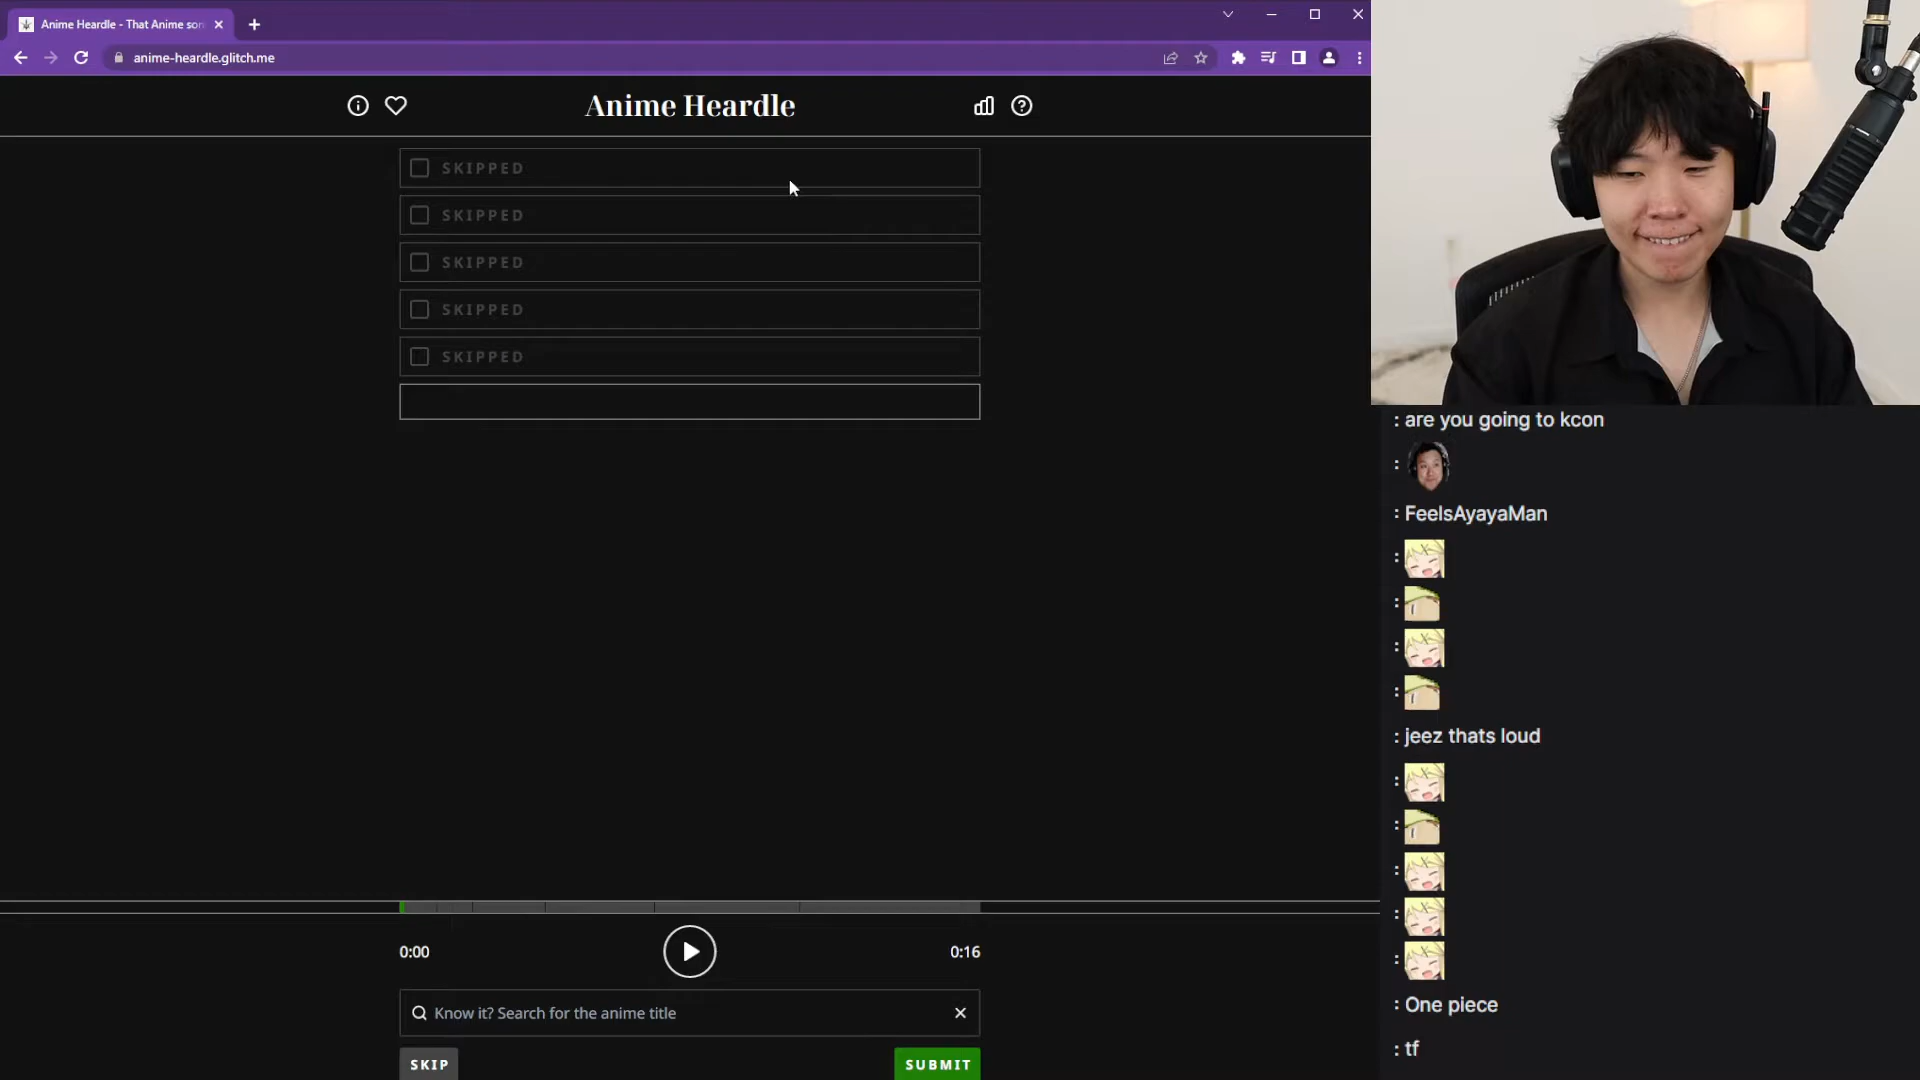 Anime Heardle - That Anime son
anime-heardle.glitch.me
Anime Heardle
SKIPPED
SKIPPED
SKIPPED
SKIPPED
SKIPPED
0:00
0:16
Know it? Search for the anime title
SKIP
SUBMIT
: are you going to kcon
:
: FeelsAyayaMan
:
:
:
:
: jeez thats loud
:
:
:
:
:
: One piece
: tf